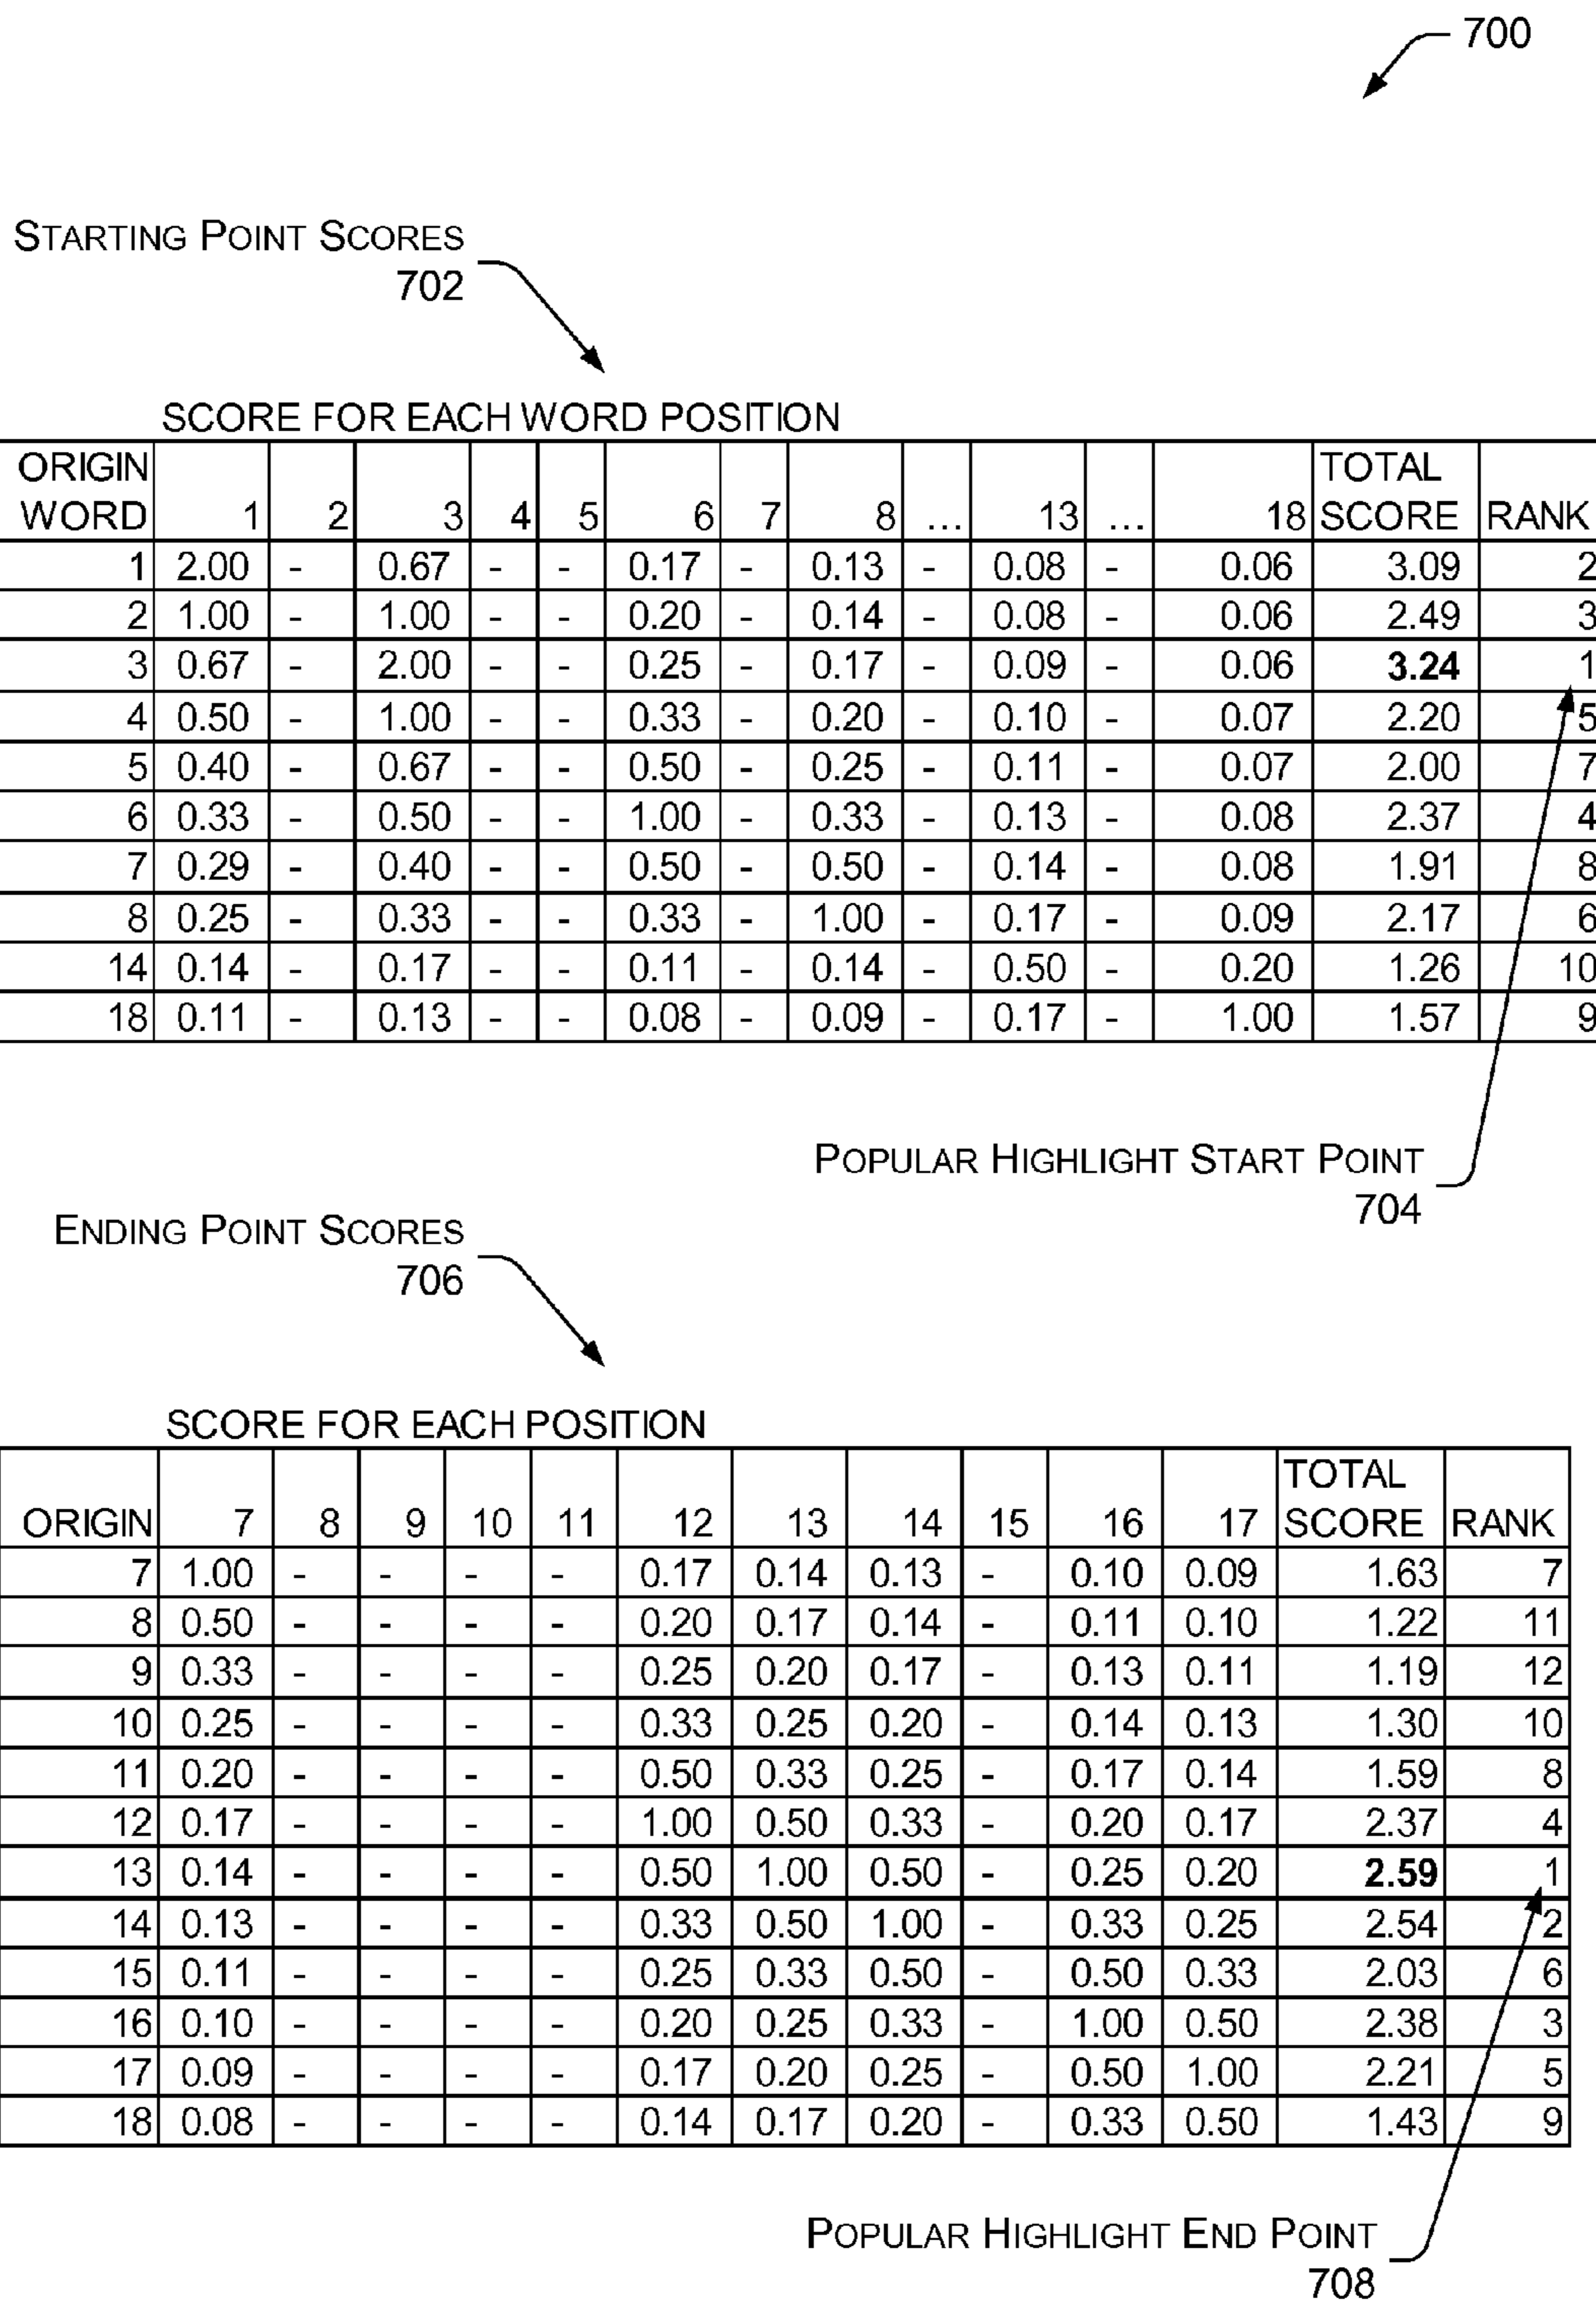 700
STARTING POINT SCORES
702
SCORE FOR EACH WORD POSITION
ORIGIN WORD 1 2 3 4 5 6 7 8 ... 13 ... 18 TOTAL SCORE RANK
1 2.00 - 0.67 - - 0.17 - 0.13 - 0.08 - 0.06 3.09 2
2 1.00 - 1.00 - - 0.20 - 0.14 - 0.08 - 0.06 2.49 3
3 0.67 - 2.00 - - 0.25 - 0.17 - 0.09 - 0.06 3.24 1
4 0.50 - 1.00 - - 0.33 - 0.20 - 0.10 - 0.07 2.20 5
5 0.40 - 0.67 - - 0.50 - 0.25 - 0.11 - 0.07 2.00 7
6 0.33 - 0.50 - - 1.00 - 0.33 - 0.13 - 0.08 2.37 4
7 0.29 - 0.40 - - 0.50 - 0.50 - 0.14 - 0.08 1.91 8
8 0.25 - 0.33 - - 0.33 - 1.00 - 0.17 - 0.09 2.17 6
14 0.14 - 0.17 - - 0.11 - 0.14 - 0.50 - 0.20 1.26 10
18 0.11 - 0.13 - - 0.08 - 0.09 - 0.17 - 1.00 1.57 9
POPULAR HIGHLIGHT START POINT
704
ENDING POINT SCORES
706
SCORE FOR EACH POSITION
ORIGIN 7 8 9 10 11 12 13 14 15 16 17 TOTAL SCORE RANK
7 1.00 - - - - 0.17 0.14 0.13 - 0.10 0.09 1.63 7
8 0.50 - - - - 0.20 0.17 0.14 - 0.11 0.10 1.22 11
9 0.33 - - - - 0.25 0.20 0.17 - 0.13 0.11 1.19 12
10 0.25 - - - - 0.33 0.25 0.20 - 0.14 0.13 1.30 10
11 0.20 - - - - 0.50 0.33 0.25 - 0.17 0.14 1.59 8
12 0.17 - - - - 1.00 0.50 0.33 - 0.20 0.17 2.37 4
13 0.14 - - - - 0.50 1.00 0.50 - 0.25 0.20 2.59 1
14 0.13 - - - - 0.33 0.50 1.00 - 0.33 0.25 2.54 2
15 0.11 - - - - 0.25 0.33 0.50 - 0.50 0.33 2.03 6
16 0.10 - - - - 0.20 0.25 0.33 - 1.00 0.50 2.38 3
17 0.09 - - - - 0.17 0.20 0.25 - 0.50 1.00 2.21 5
18 0.08 - - - - 0.14 0.17 0.20 - 0.33 0.50 1.43 9
POPULAR HIGHLIGHT END POINT
708